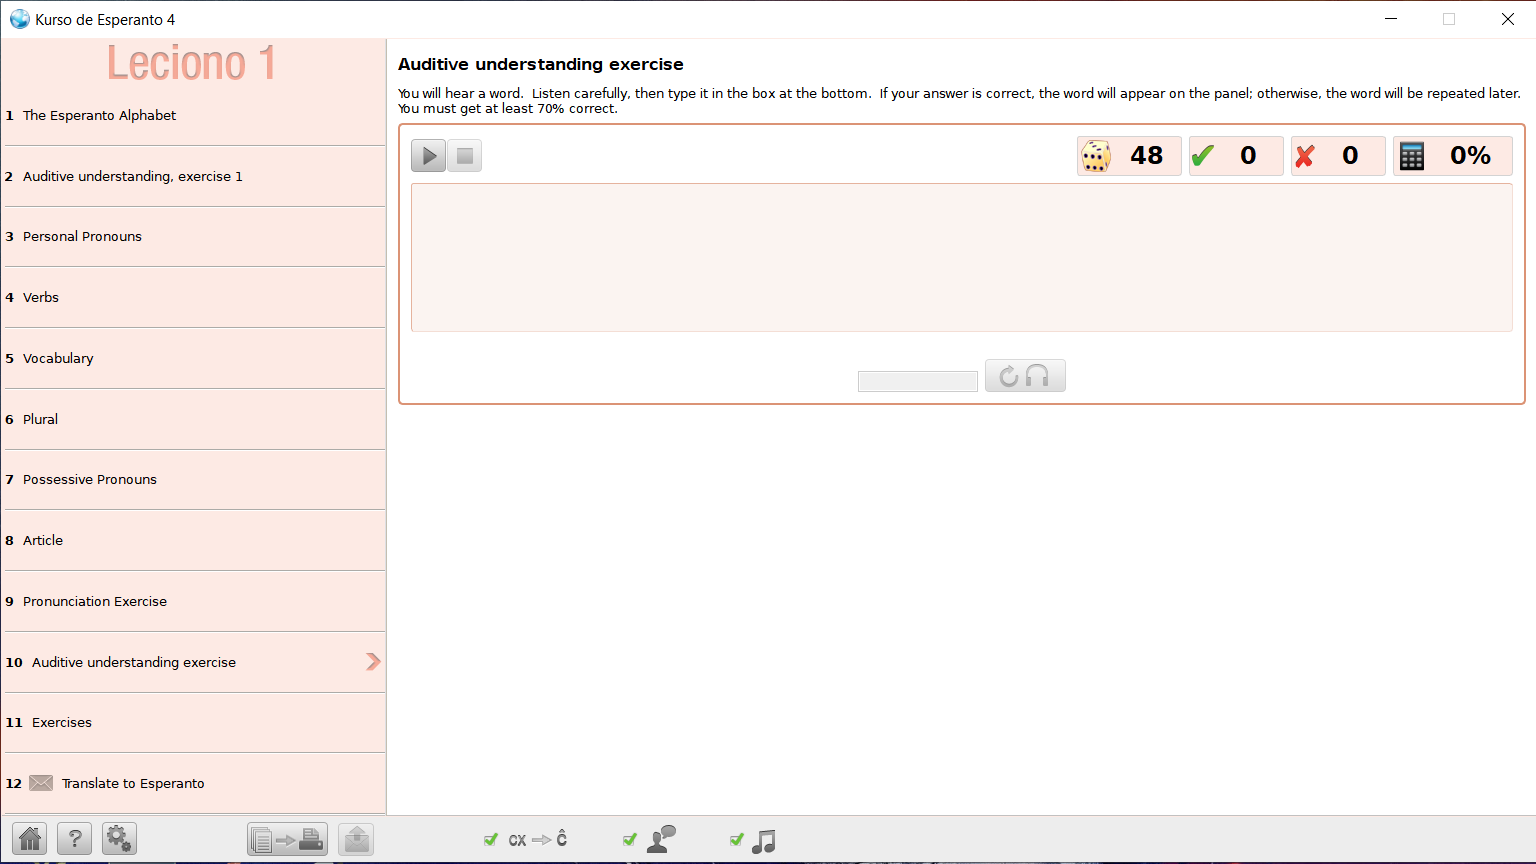 Kurso de Esperanto 4
Leciono 1
1 The Esperanto Alphabet
2 Auditive understanding, exercise 1
3 Personal Pronouns
4 Verbs
5 Vocabulary
6 Plural
7 Possessive Pronouns
8 Article
9 Pronunciation Exercise
10 Auditive understanding exercise
11 Exercises
12 Translate to Esperanto
Auditive understanding exercise
You will hear a word.  Listen carefully, then type it in the box at the bottom.  If your answer is correct, the word will appear on the panel; otherwise, the word will be repeated later.
You must get at least 70% correct.
48 0 0 0%
? cx Ĉ